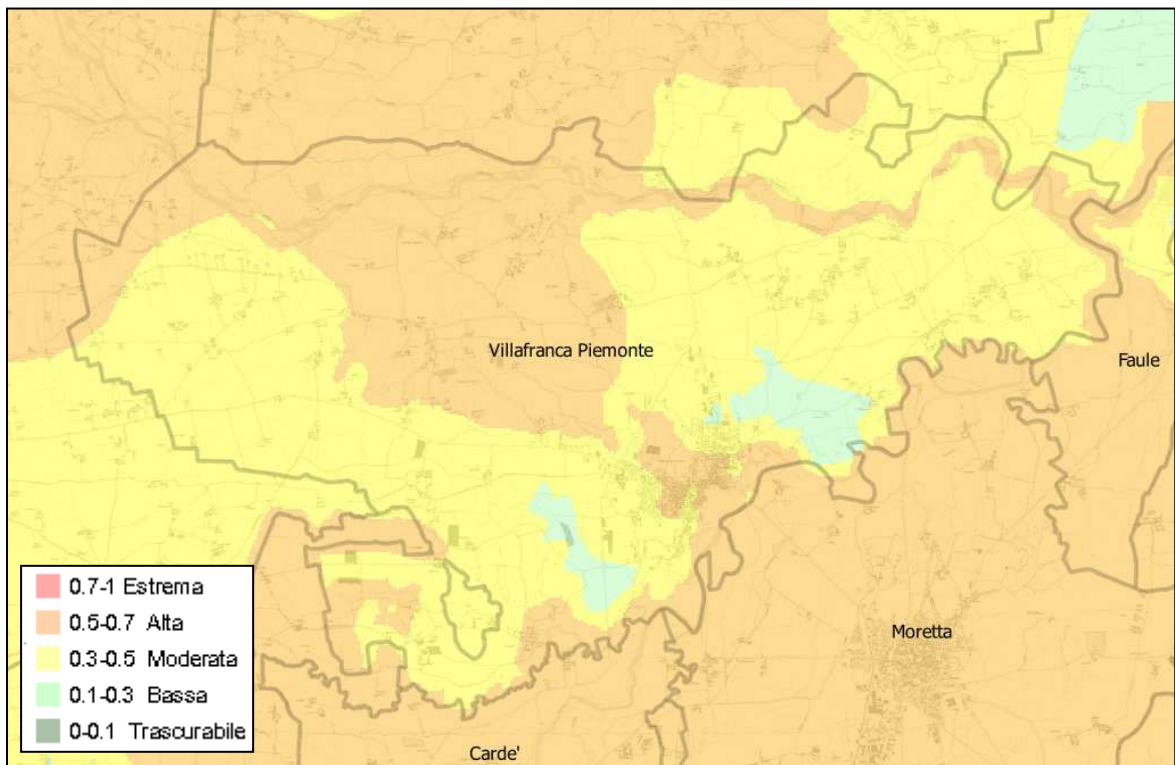 Villafranca Piemonte
Faule
Moretta
Carde'
0.7-1 Estrema
0.5-0.7 Alta
0.3-0.5 Moderata
0.1-0.3 Bassa
0-0.1 Trascurabile